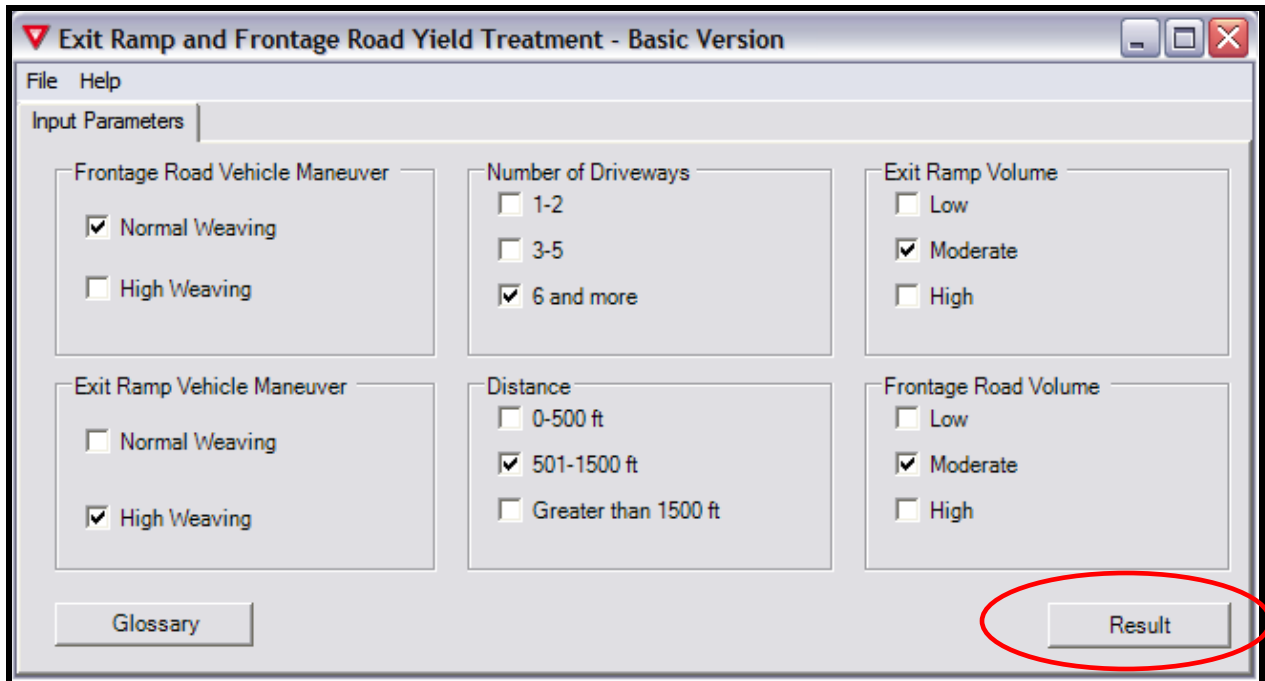 Exit Ramp and Frontage Road Yield Treatment - Basic Version
File Help
Input Parameters
Frontage Road Vehicle Maneuver
Normal Weaving
High Weaving
Number of Driveways
1-2
3-5
6 and more
Exit Ramp Volume
Low
Moderate
High
Exit Ramp Vehicle Maneuver
Normal Weaving
High Weaving
Distance
0-500 ft
501-1500 ft
Greater than 1500 ft
Frontage Road Volume
Low
Moderate
High
Glossary
Result